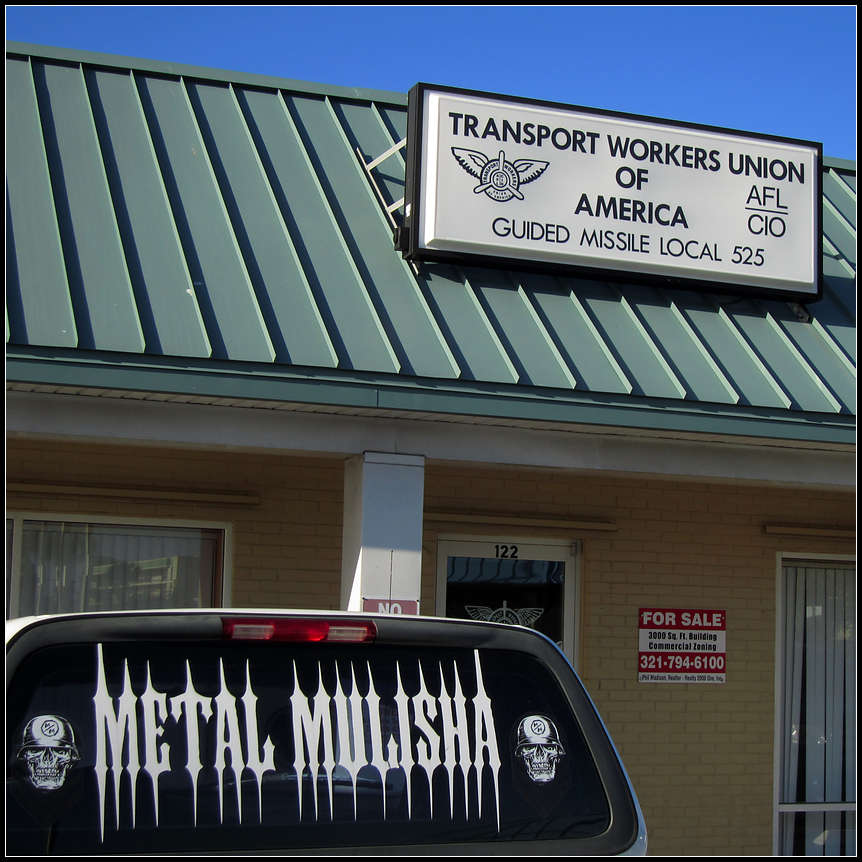 TRANSPORT WORKERS UNION
OF
AMERICA
AFL
CIO
GUIDED MISSILE LOCAL 525
122
NO
FOR SALE
3000 Sq. Ft. Building
Commercial Zoning
321-794-6100
METAL MULISHA